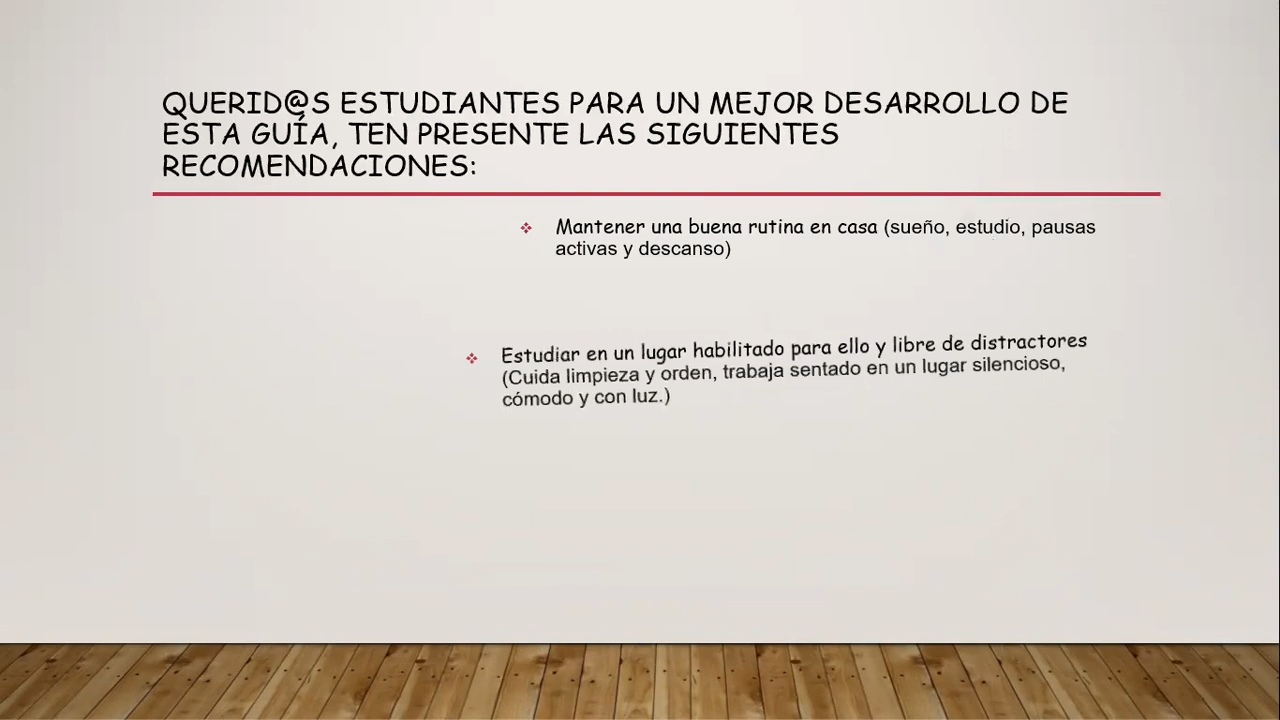 QUERID@S ESTUDIANTES PARA UN MEJOR DESARROLLO DE
ESTA GUÍA, TEN PRESENTE LAS SIGUIENTES
RECOMENDACIONES:
Mantener una buena rutina en casa (sueño, estudio, pausas
activas y descanso)
Estudiar en un lugar habilitado para ello y libre de distractores
(Cuida limpieza y orden, trabaja sentado en un lugar silencioso,
cómodo y con luz.)